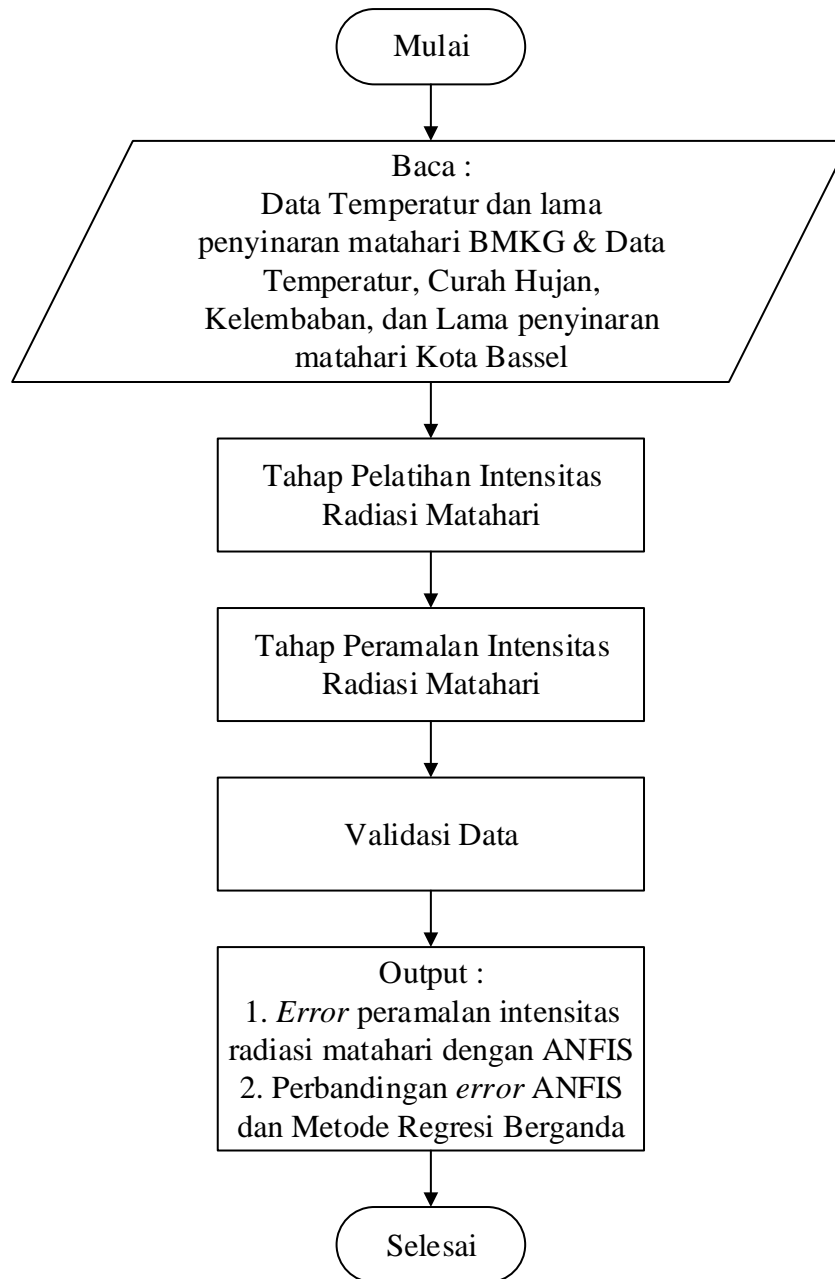 Mulai
Baca :
Data Temperatur dan lama
penyinaran matahari BMKG & Data
Temperatur, Curah Hujan,
Kelembaban, dan Lama penyinaran
matahari Kota Bassel
Tahap Pelatihan Intensitas
Radiasi Matahari
Tahap Peramalan Intensitas
Radiasi Matahari
Validasi Data
Output :
1. Error peramalan intensitas
radiasi matahari dengan ANFIS
2. Perbandingan error ANFIS
dan Metode Regresi Berganda
Selesai